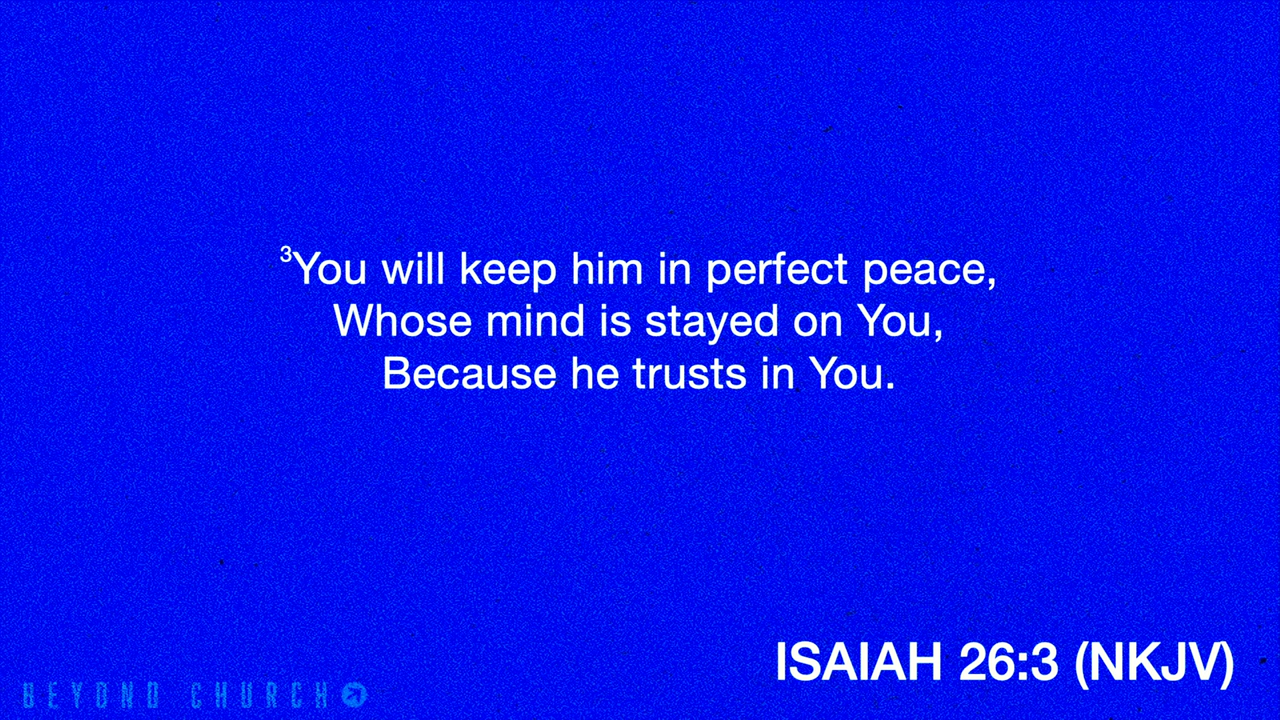 ³You will keep him in perfect peace,
Whose mind is stayed on You,
Because he trusts in You.
ISAIAH 26:3 (NKJV)
BEYOND CHURCH